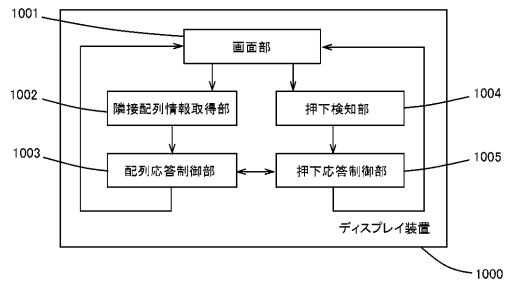 1001
画面部
1002
隣接配列情報取得部
押下検知部
1004
1003
配列応答制御部
押下応答制御部
1005
ディスプレイ装置
1000